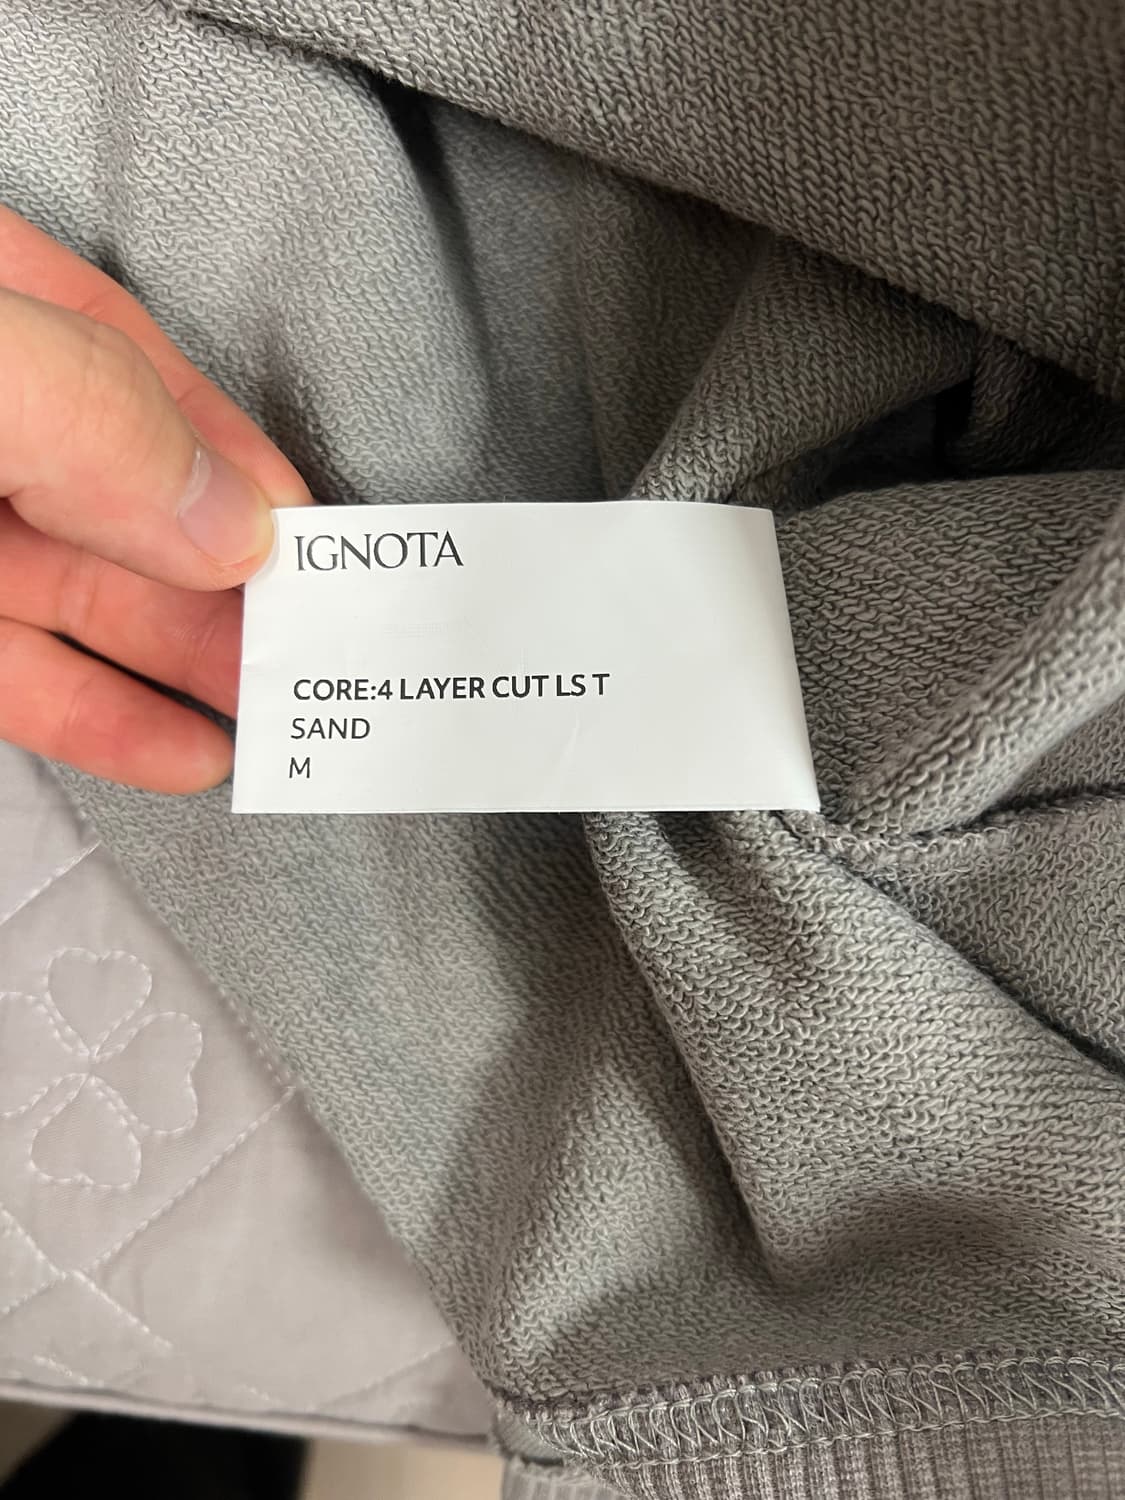 IGNOTA
CORE:4 LAYER CUT LS T
SAND
M